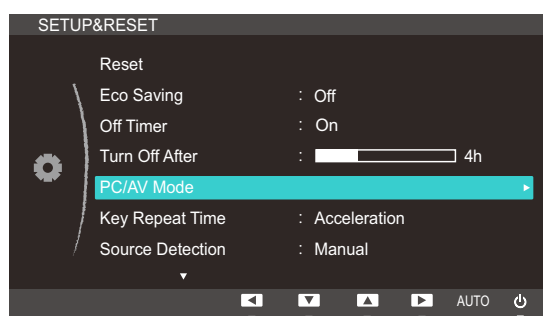 SETUP&RESET
Reset
Eco Saving : Off
Off Timer : On
Turn Off After : 4h
PC/AV Mode
Key Repeat Time : Acceleration
Source Detection : Manual
AUTO